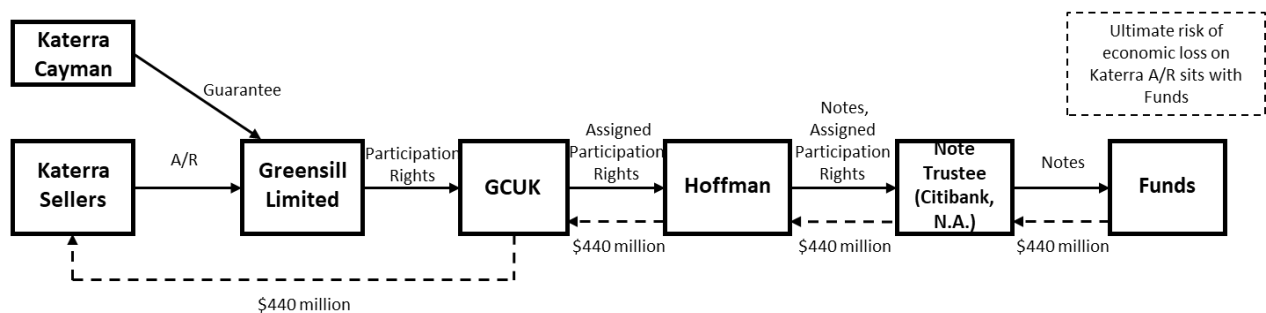 Katerra
Cayman
Guarantee
Ultimate risk of
economic loss on
Katerra A/R sits with
Funds
Katerra
Sellers
A/R
Greensill
Limited
Participation
Rights
GCUK
Assigned
Participation
Rights
Hoffman
Notes,
Assigned
Participation
Rights
Note
Trustee
(Citibank,
N.A.)
Notes
Funds
$440 million
$440 million
$440 million
$440 million